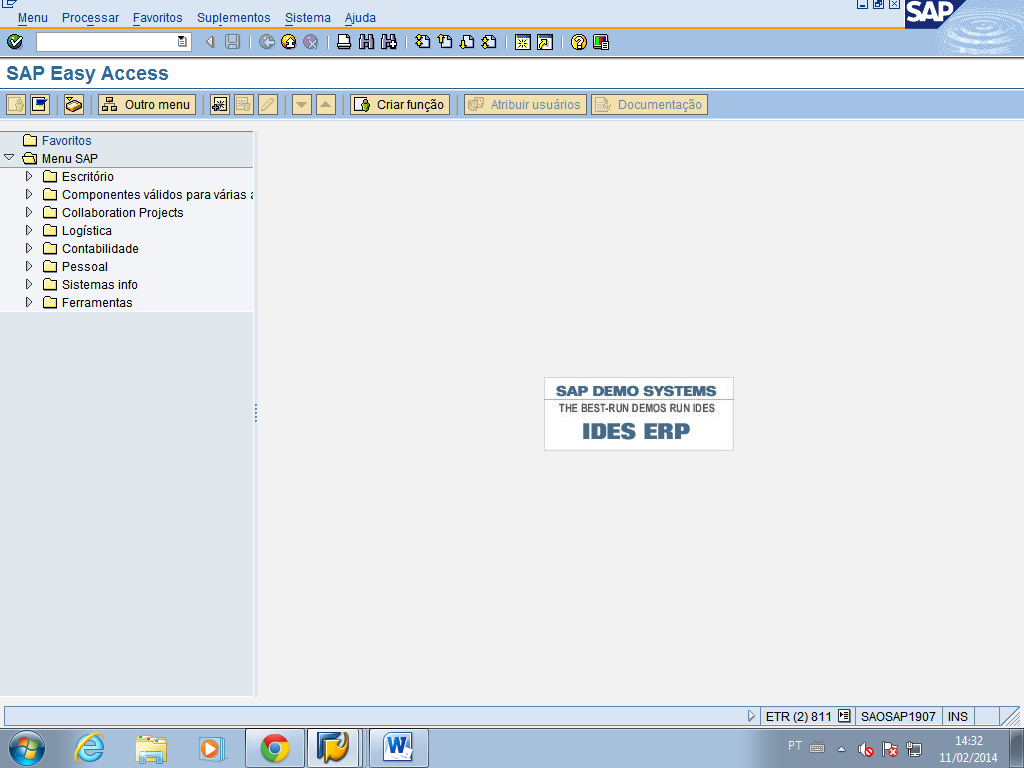 Menu Processar Favoritos Suplementos Sistema Ajuda
SAP
SAP Easy Access
Outro menu Criar função Atribuir usuários Documentação
Favoritos
Menu SAP
Escritório
Componentes válidos para várias a
Collaboration Projects
Logística
Contabilidade
Pessoal
Sistemas info
Ferramentas
SAP DEMO SYSTEMS
THE BEST-RUN DEMOS RUN IDES
IDES ERP
ETR (2) 811 SAOSAP1907 INS
PT 14:32
11/02/2014